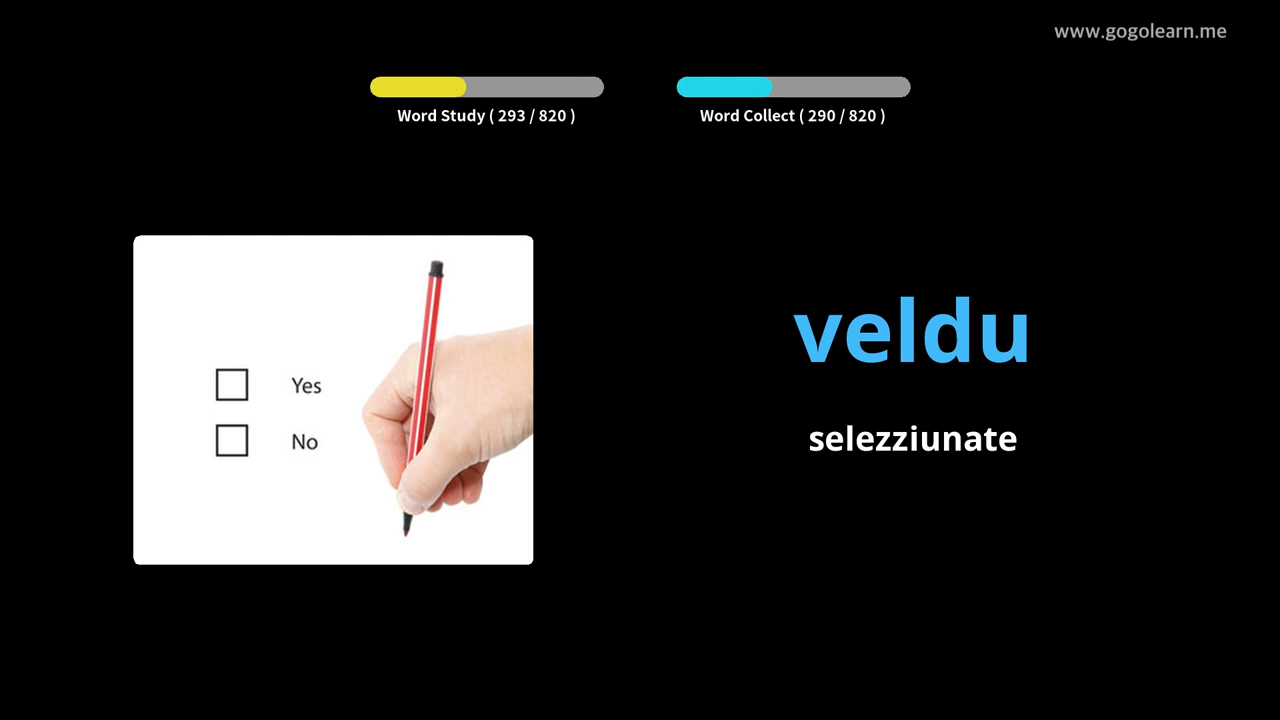 www.gogolearn.me
Word Study ( 293 / 820 )
Word Collect ( 290 / 820 )
Yes
No
veldu
selezziunate